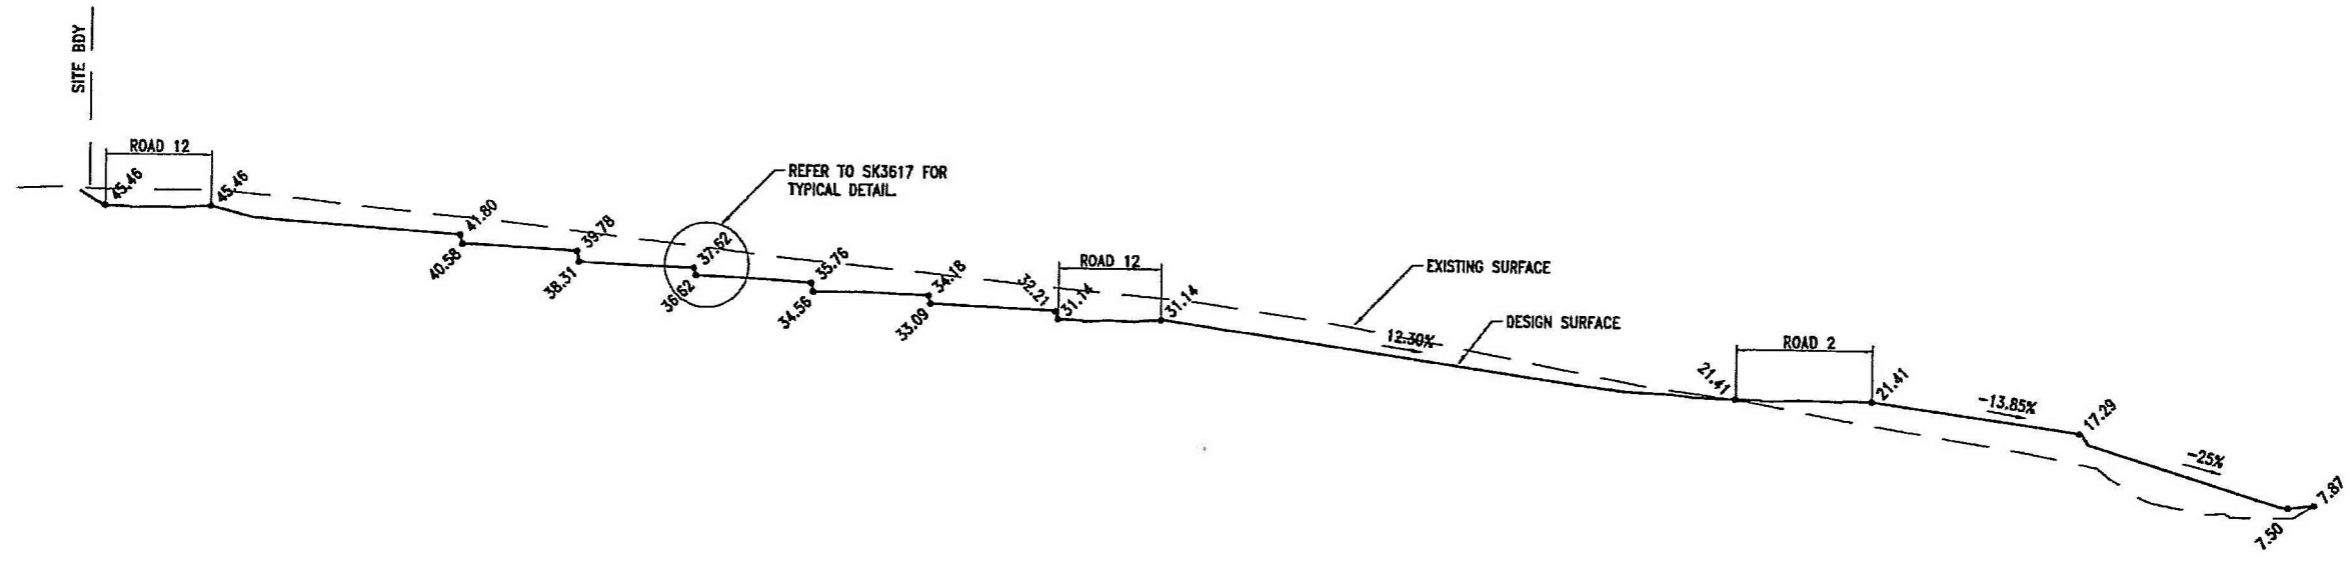 SITE BDY
ROAD 12
45.46
45.46
REFER TO SK3617 FOR
TYPICAL DETAIL.
41.80
40.58
39.78
38.31
37.62
36.62
35.76
34.56
34.18
33.09
32.21
ROAD 12
31.14
31.14
EXISTING SURFACE
12.30%
DESIGN SURFACE
21.41
ROAD 2
21.41
-13.85%
17.29
-25%
7.50
7.87